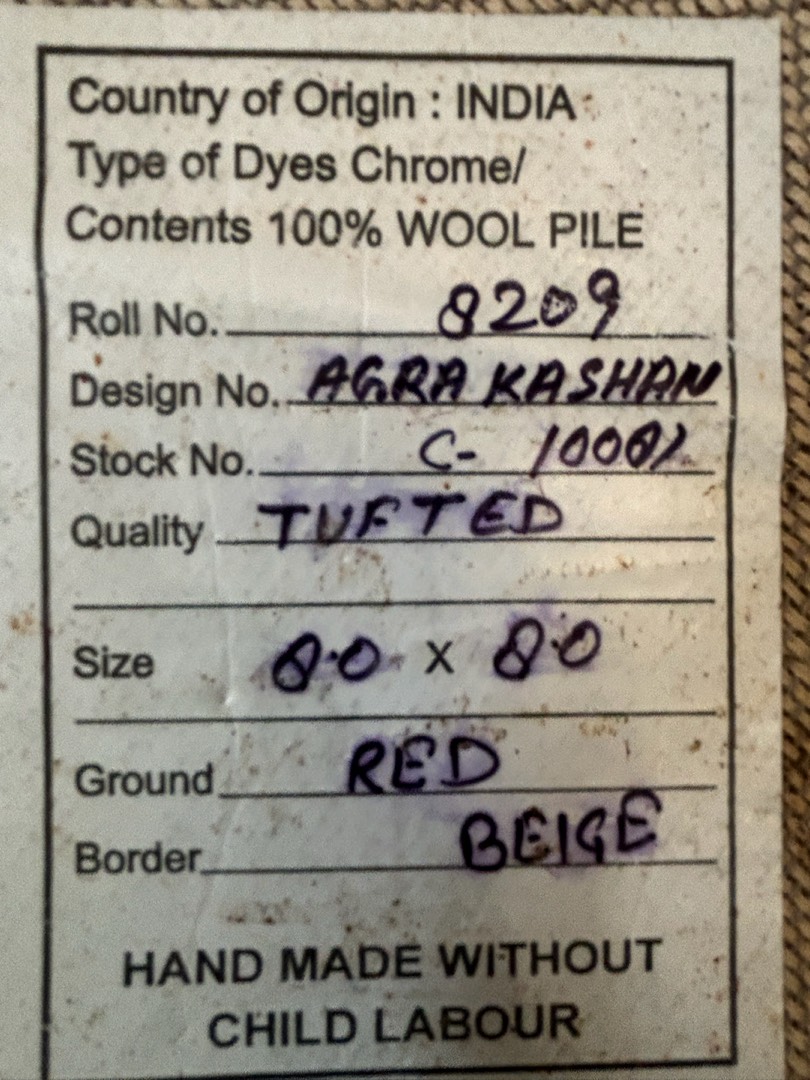 Country of Origin : INDIA
Type of Dyes Chrome/
Contents 100% WOOL PILE
Roll No. 8209
Design No. AGRA KASHAN
Stock No. C-
Quality TUFTED
Size 8.0 x 8.0
Ground RED
Border BEIGE
HAND MADE WITHOUT
CHILD LABOUR